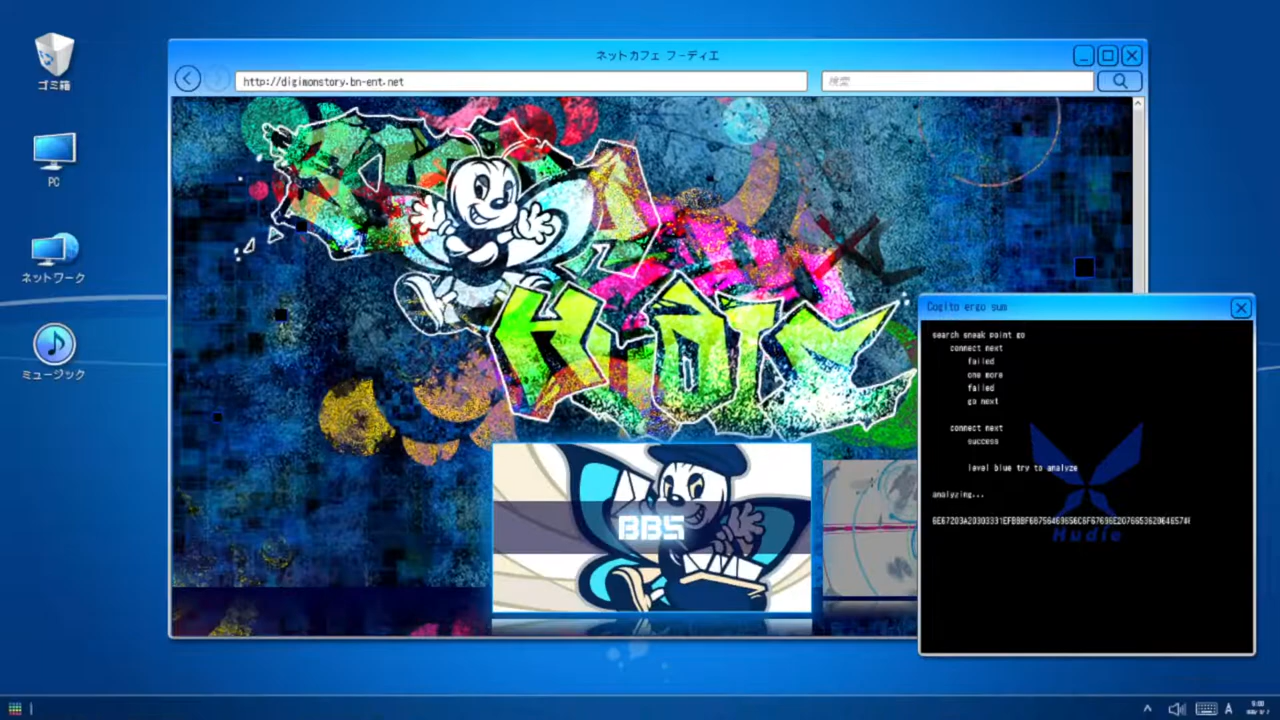 ゴミ箱
PC
ネットワーク
ミュージック
ネットカフェ フーディエ
http://digimonstory.bn-ent.net
検索
HUDIE
BBS
Cogito ergo sum
search sneak point go
connect next
failed
one more
failed
go next
connect next
success
level blue try to analyze
analyzing...
Hudie
A
9:00